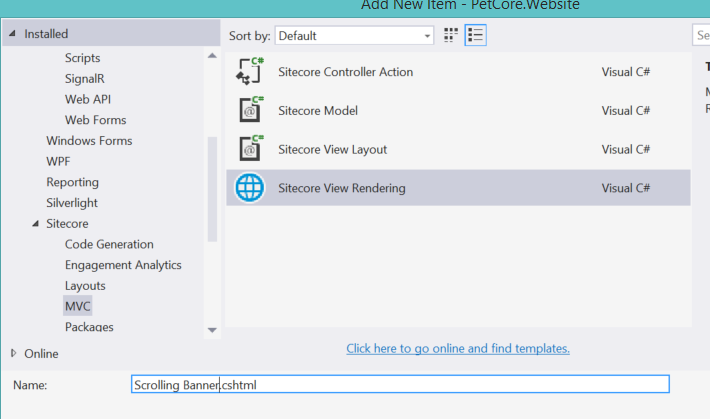 Add New Item - PetCore.Website
Installed
Scripts
SignalR
Web API
Web Forms
Windows Forms
WPF
Reporting
Silverlight
Sitecore
Code Generation
Engagement Analytics
Layouts
MVC
Packages
Online
Sort by: Default
Se
C# Sitecore Controller Action Visual C#
C# @ Sitecore Model Visual C#
C# @ Sitecore View Layout Visual C#
Sitecore View Rendering Visual C#
Click here to go online and find templates.
Name: Scrolling Banner.cshtml